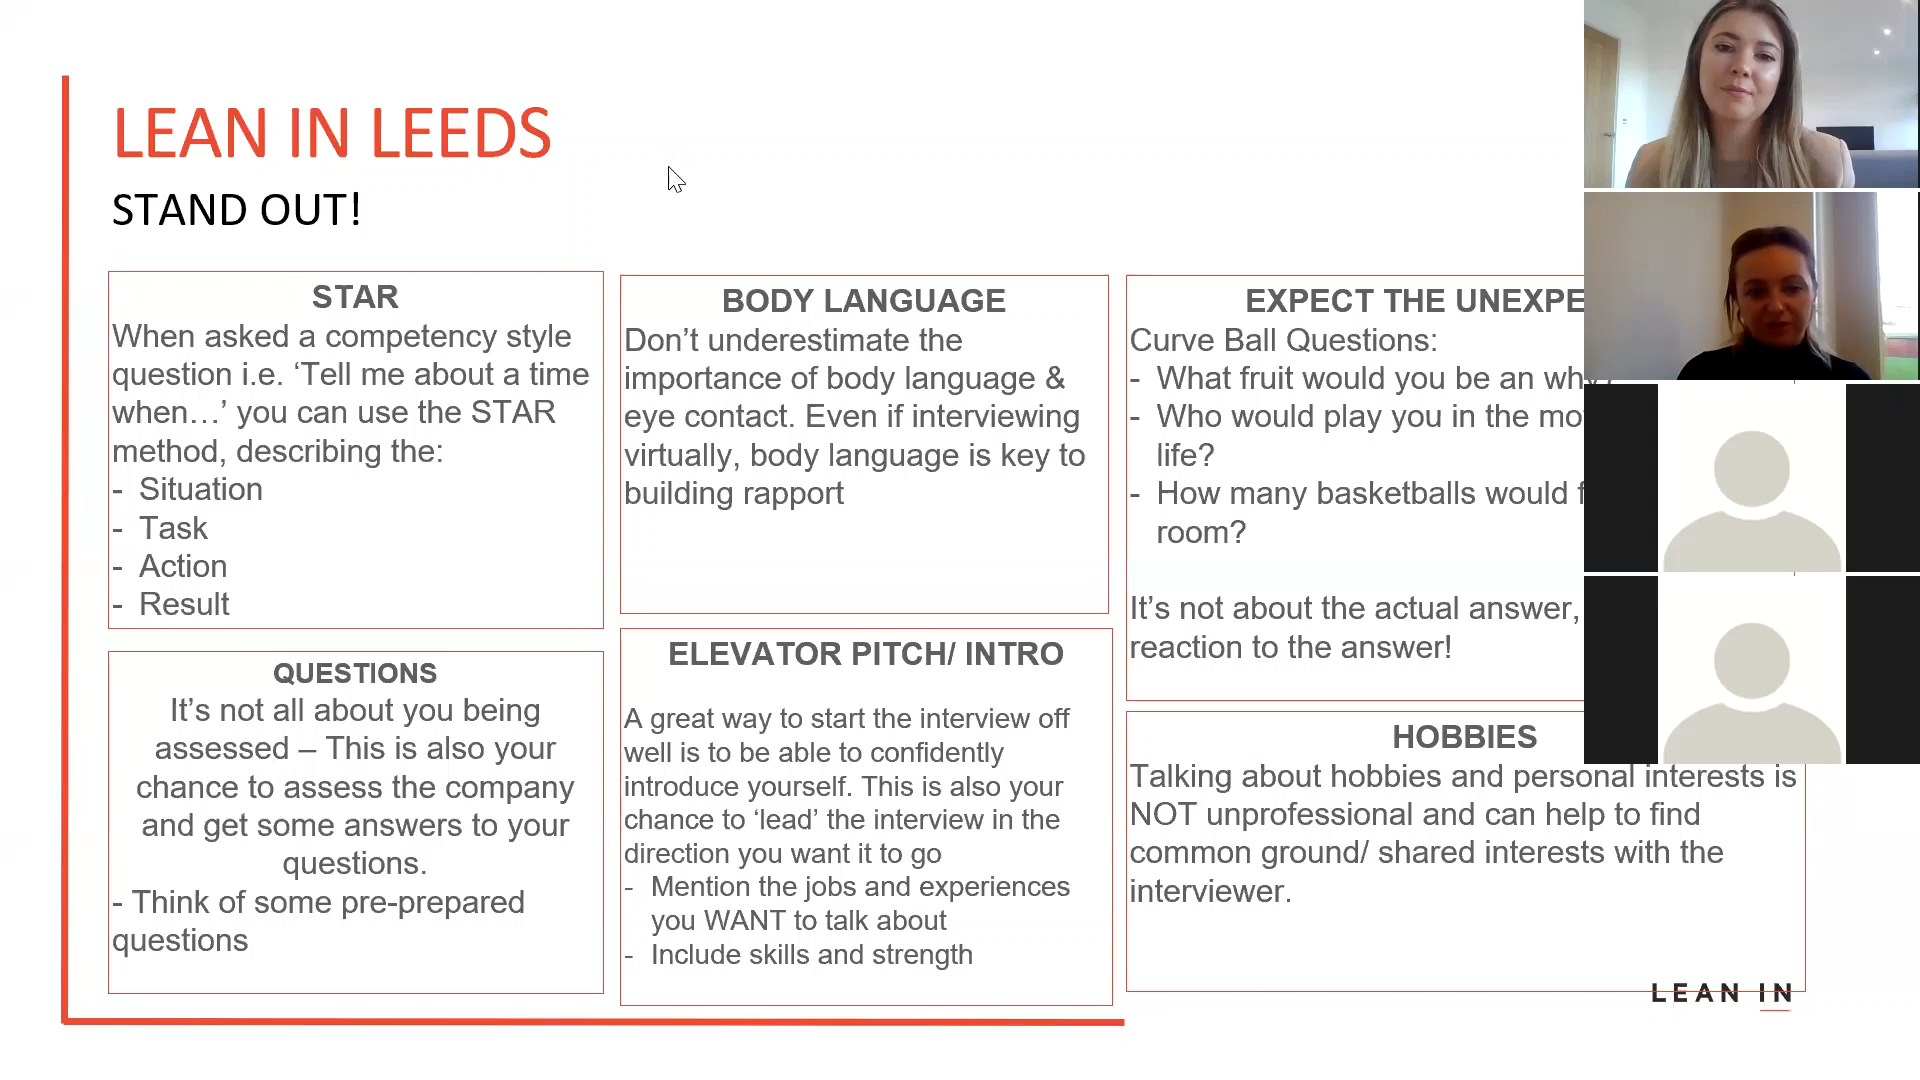 LEAN IN LEEDS
STAND OUT!
STAR
When asked a competency style
question i.e. ‘Tell me about a time
when…’ you can use the STAR
method, describing the:
- Situation
- Task
- Action
- Result
QUESTIONS
It’s not all about you being
assessed – This is also your
chance to assess the company
and get some answers to your
questions.
- Think of some pre-prepared
questions
BODY LANGUAGE
Don’t underestimate the
importance of body language &
eye contact. Even if interviewing
virtually, body language is key to
building rapport
ELEVATOR PITCH/ INTRO
A great way to start the interview off
well is to be able to confidently
introduce yourself. This is also your
chance to ‘lead’ the interview in the
direction you want it to go
- Mention the jobs and experiences
you WANT to talk about
- Include skills and strength
EXPECT THE
Curve Ball Questions:
- What fruit would you be an why?
- Who would play you in the
life?
- How many basketballs would
room?
It’s not about the actual answer,
reaction to the answer!
HOBBIES
Talking about hobbies and personal interests is
NOT unprofessional and can help to find
common ground/ shared interests with the
interviewer.
LEAN IN